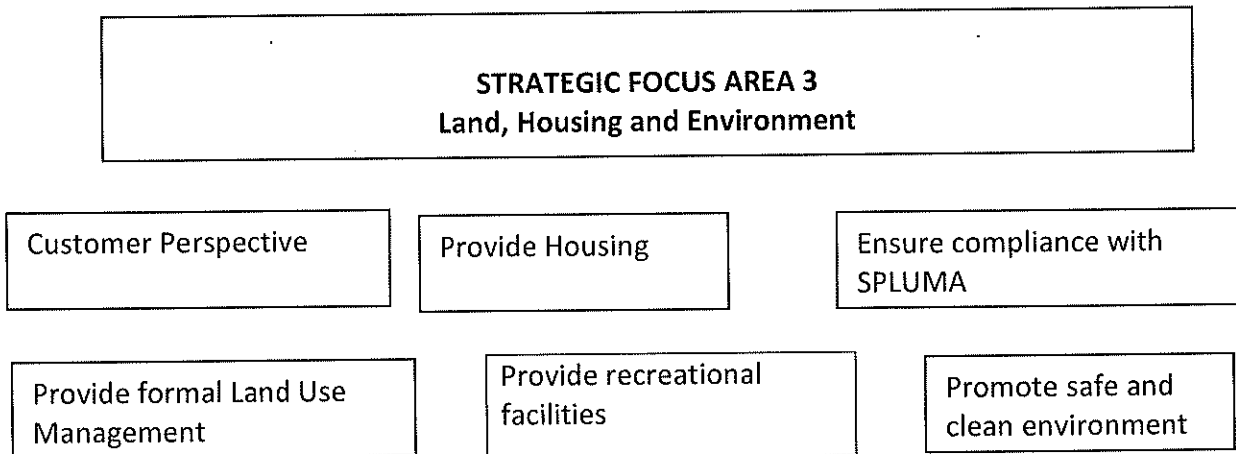 STRATEGIC FOCUS AREA 3
Land, Housing and Environment
Customer Perspective
Provide Housing
Ensure compliance with
SPLUMA
Provide formal Land Use
Management
Provide recreational
facilities
Promote safe and
clean environment